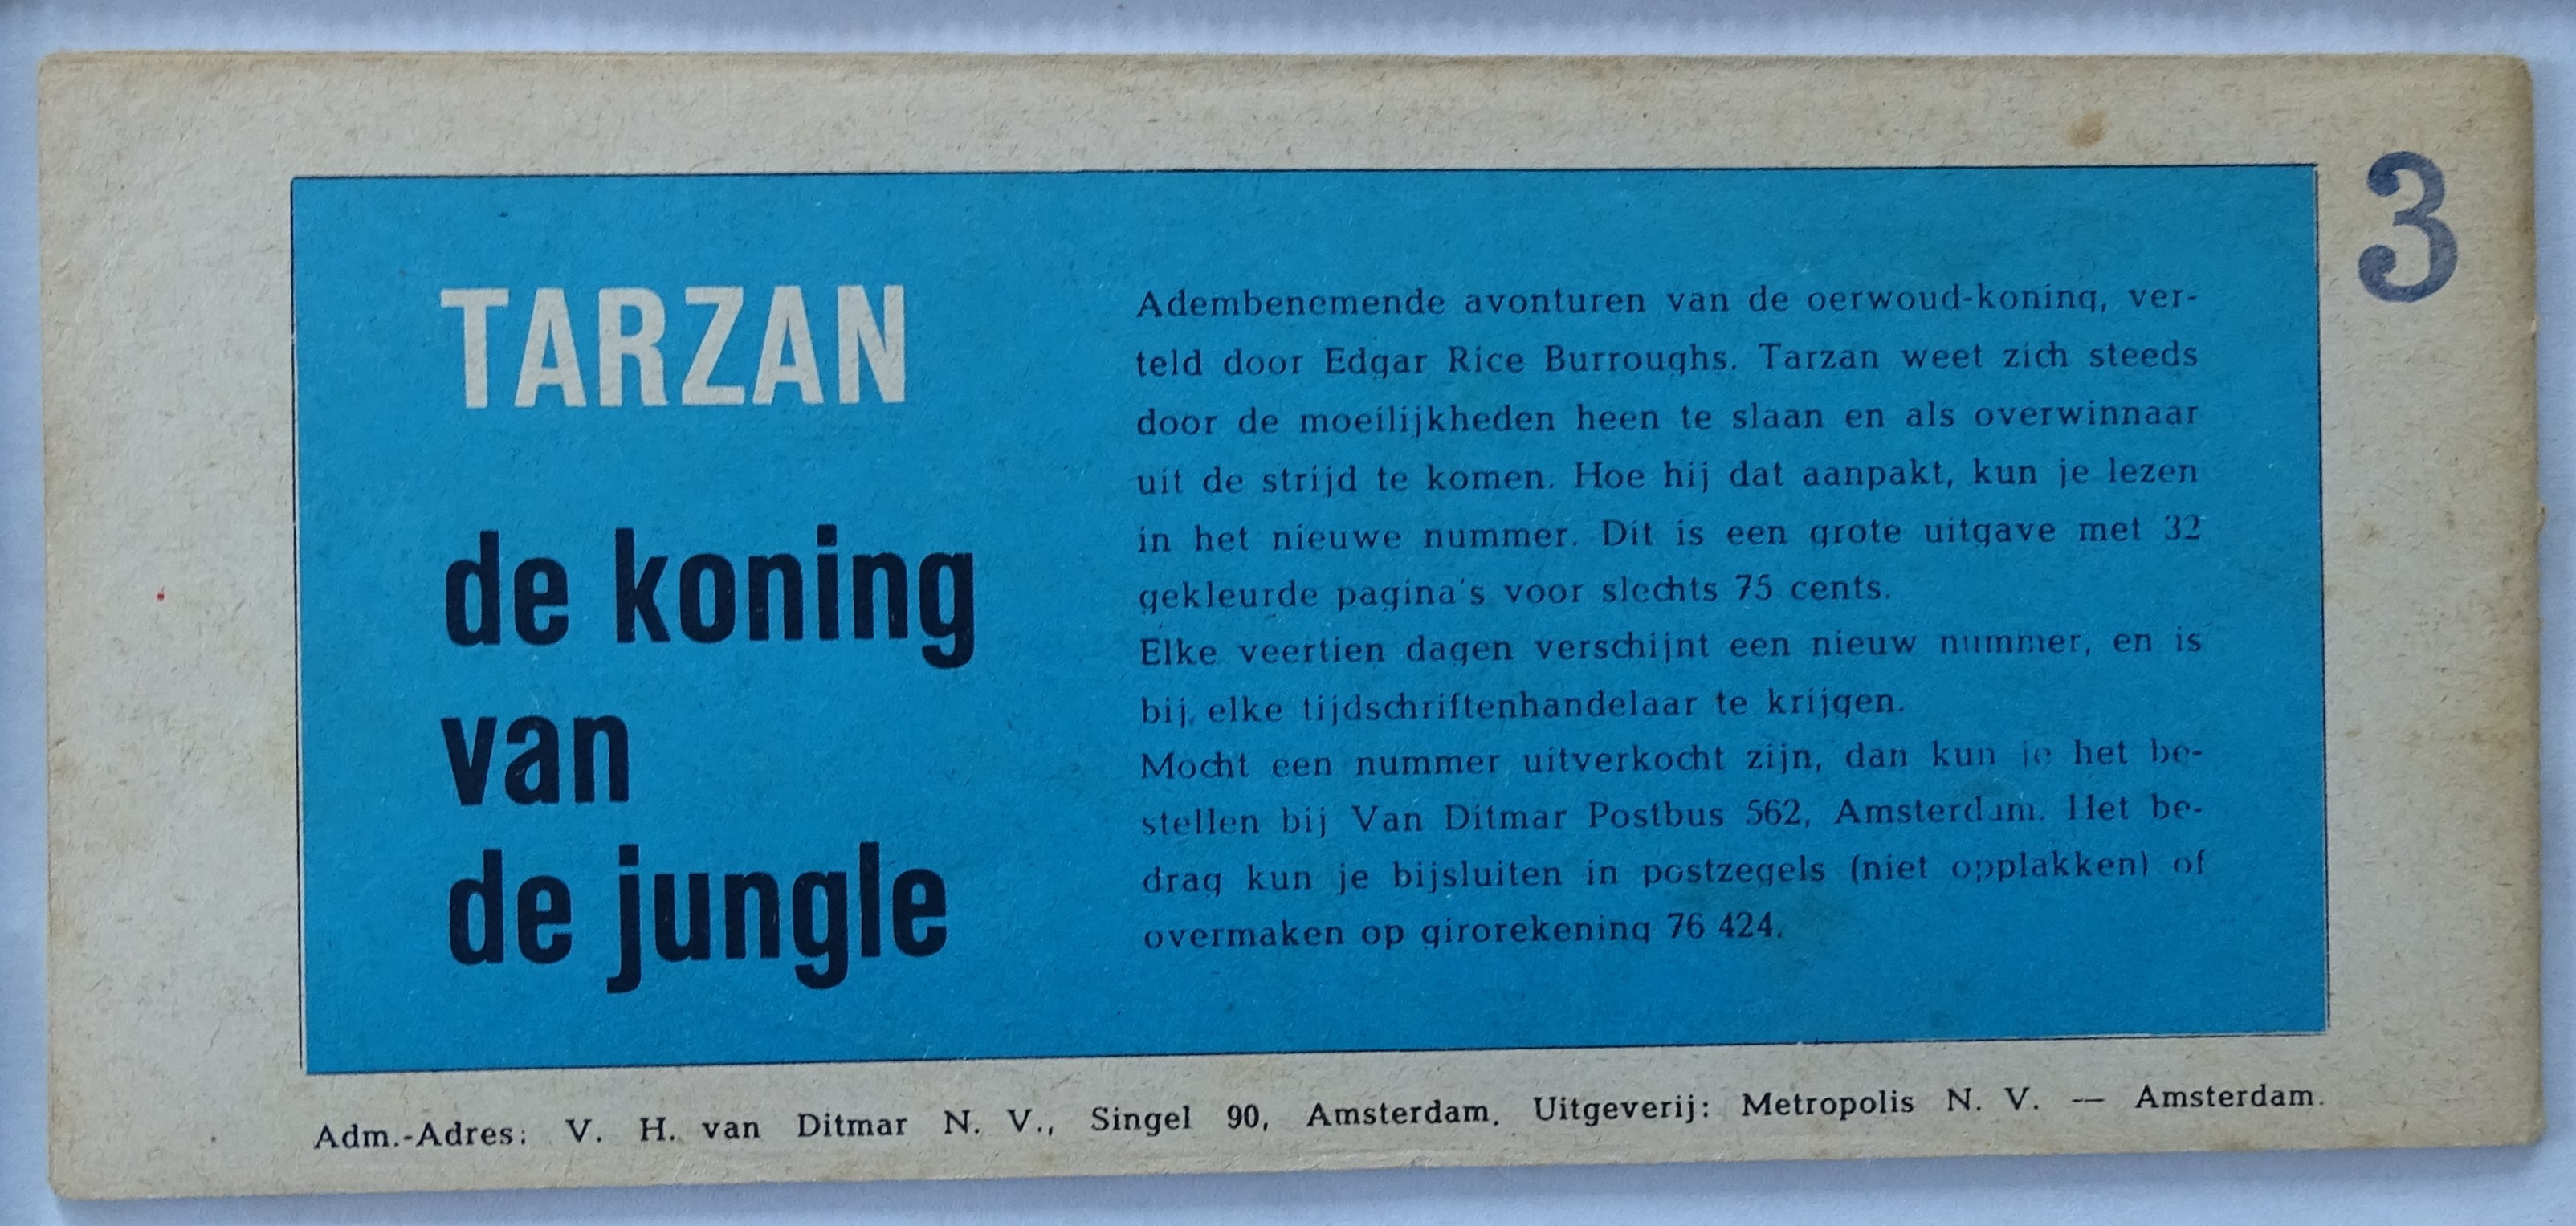 TARZAN
de koning
van
de jungle
Adembenemende avonturen van de oerwoud-koning, ver-
teld door Edgar Rice Burroughs. Tarzan weet zich steeds
door de moeilijkheden heen te slaan en als overwinnaar
uit de strijd te komen. Hoe hij dat aanpakt, kun je lezen
in het nieuwe nummer. Dit is een grote uitgave met 32
gekleurde pagina's voor slechts 75 cents.
Elke veertien dagen verschijnt een nieuw nummer, en is
bij elke tijdschriftenhandelaar te krijgen.
Mocht een nummer uitverkocht zijn, dan kun je het be-
stellen bij Van Ditmar Postbus 562, Amsterdam. Het be-
drag kun je bijsluiten in postzegels (niet opplakken) of
overmaken op girorekening 76 424.
3
Adm.-Adres: V. H. van Ditmar N. V., Singel 90, Amsterdam. Uitgeverij: Metropolis N. V. — Amsterdam.